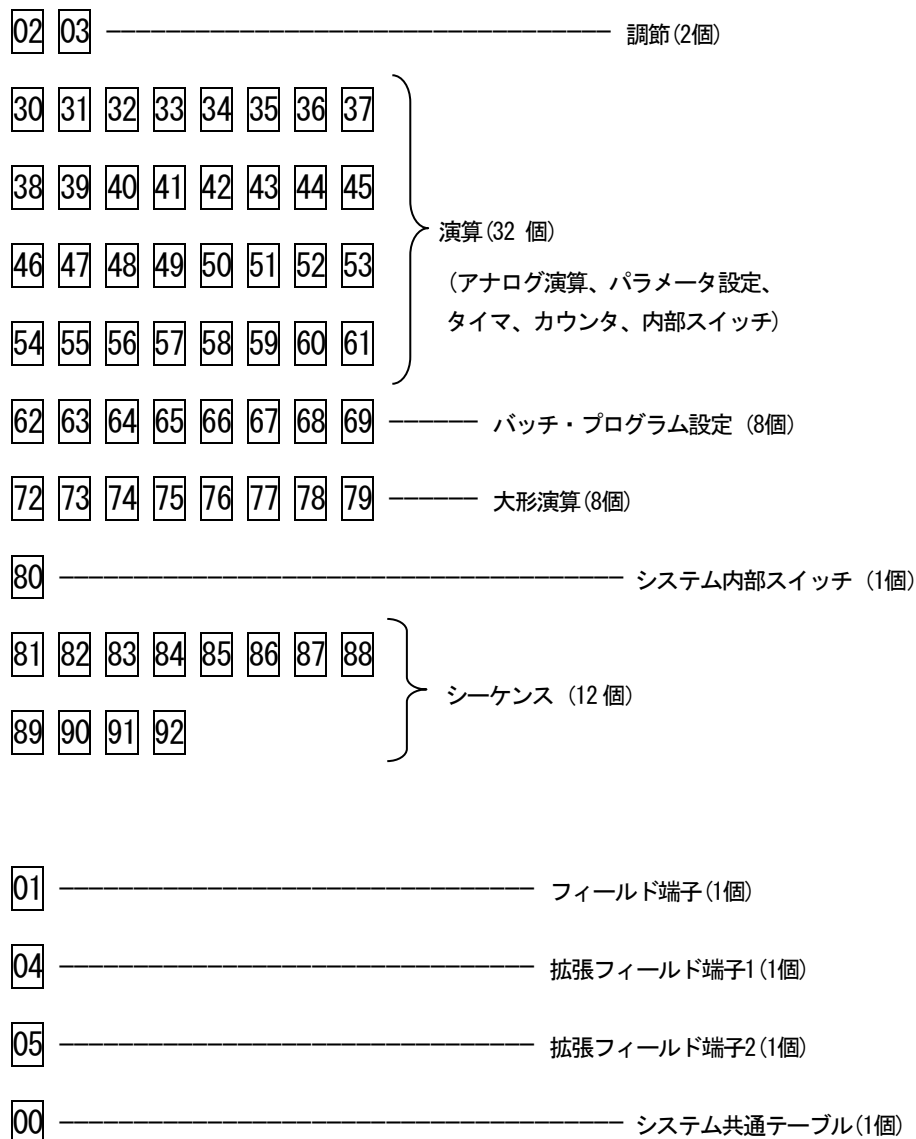 02 03 調節(2個)
30 31 32 33 34 35 36 37
38 39 40 41 42 43 44 45
演算(32 個)
46 47 48 49 50 51 52 53
(アナログ演算、パラメータ設定、
タイマ、カウンタ、内部スイッチ)
54 55 56 57 58 59 60 61
62 63 64 65 66 67 68 69 バッチ・プログラム設定 (8個)
72 73 74 75 76 77 78 79 大形演算(8個)
80 システム内部スイッチ (1個)
81 82 83 84 85 86 87 88
シーケンス (12 個)
89 90 91 92
01 フィールド端子(1個)
04 拡張フィールド端子1(1個)
05 拡張フィールド端子2(1個)
00 システム共通テーブル(1個)